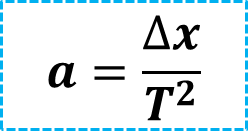 a = Δx / T²